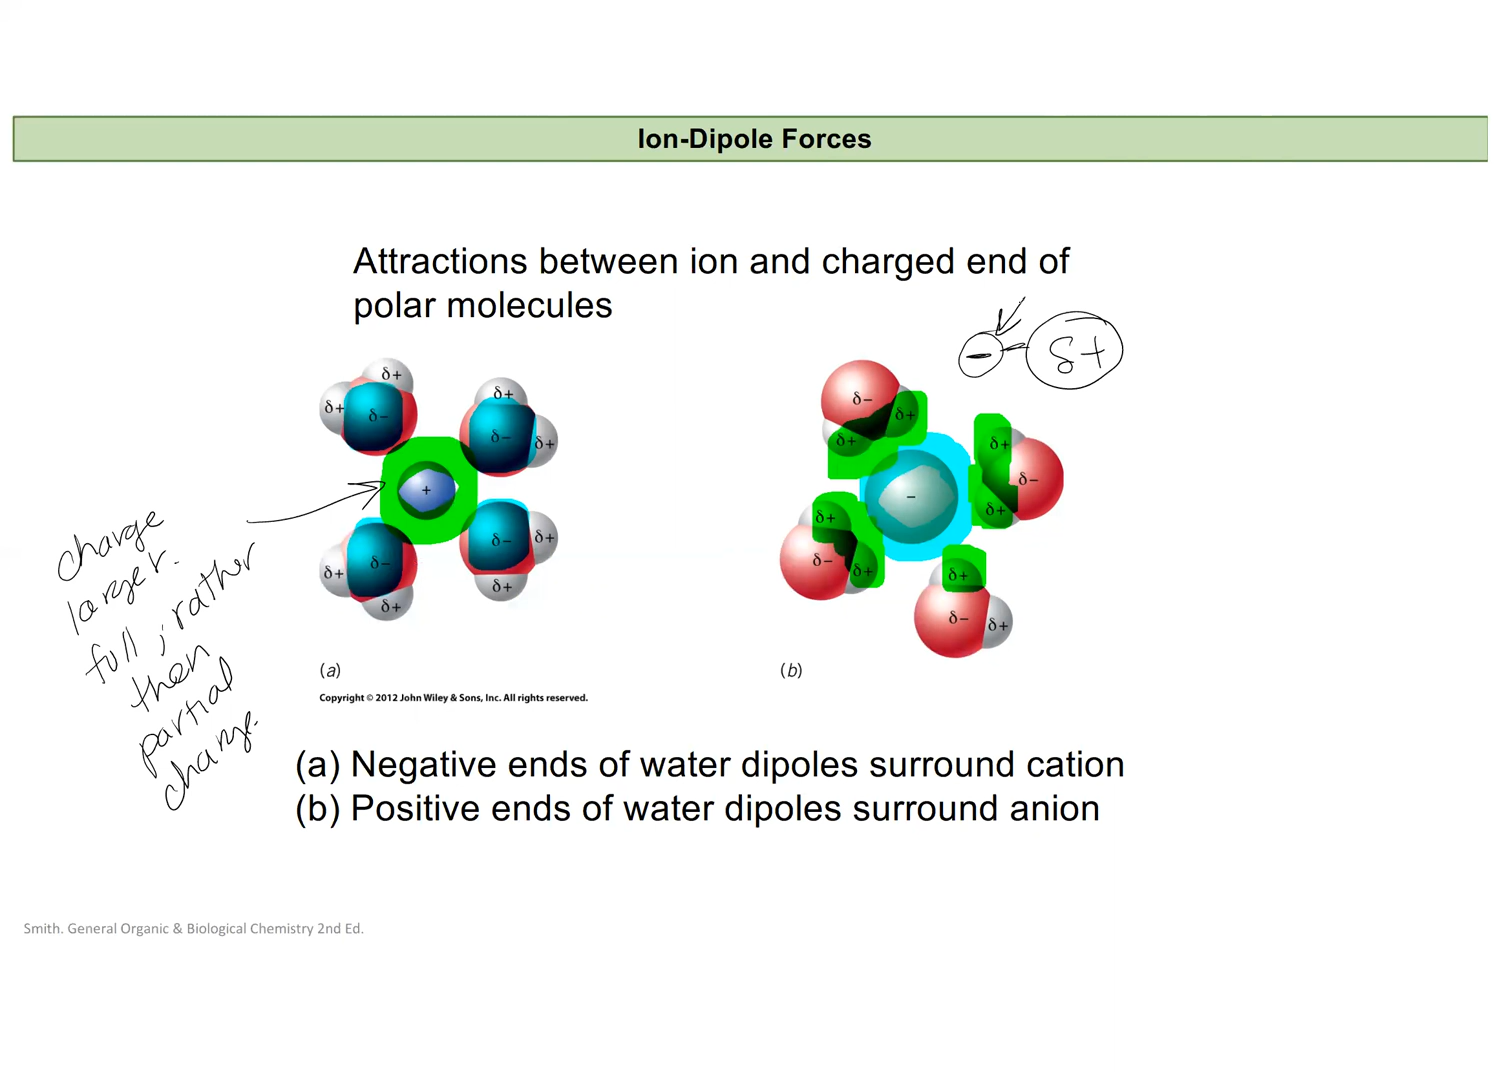 Ion-Dipole Forces
Attractions between ion and charged end of
polar molecules
− δ+
δ+
δ+
δ−
δ+
δ−
δ+
+
δ−
δ+
δ+
δ−
δ+
δ+
δ−
δ+
δ+
−
δ+
δ−
δ+
δ+
δ−
δ+
δ+
δ−
δ+
charge
larger.
full; rather
then
partial
charge.
(a)
(b)
Copyright © 2012 John Wiley & Sons, Inc. All rights reserved.
(a) Negative ends of water dipoles surround cation
(b) Positive ends of water dipoles surround anion
Smith. General Organic & Biological Chemistry 2nd Ed.